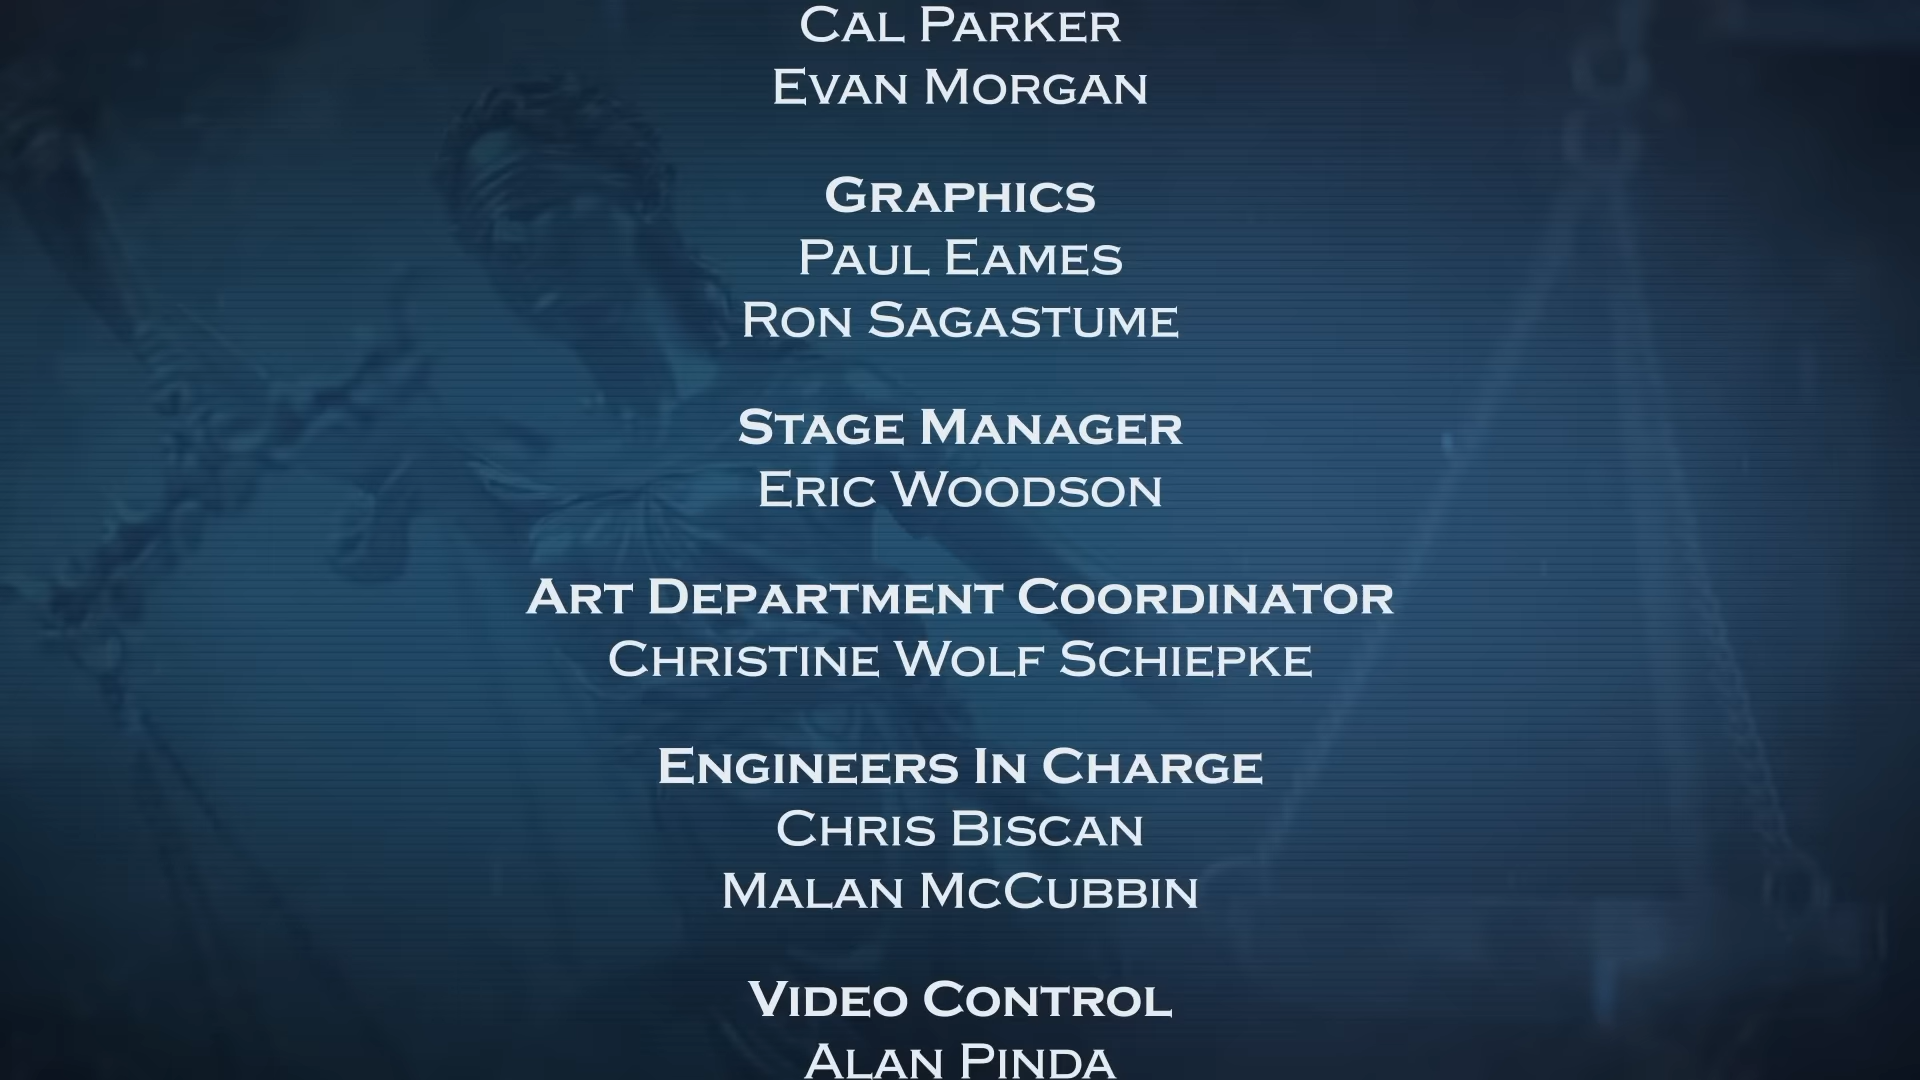 Cal Parker
Evan Morgan
Graphics
Paul Eames
Ron Sagastume
Stage Manager
Eric Woodson
Art Department Coordinator
Christine Wolf Schiepke
Engineers In Charge
Chris Biscan
Malan McCubbin
Video Control
Alan Pinda